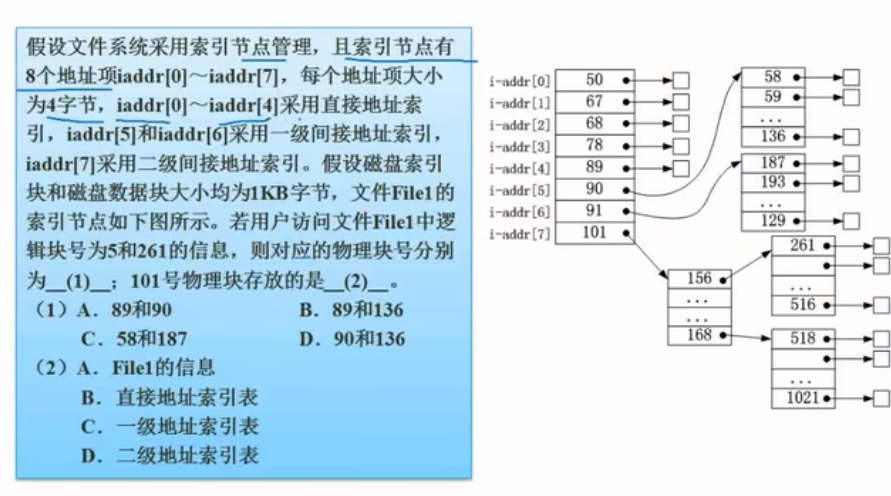 假设文件系统采用索引节点管理，且索引节点有
8个地址项iaddr[0]～iaddr[7]，每个地址项大小
为4字节，iaddr[0]～iaddr[4]采用直接地址索
引，iaddr[5]和iaddr[6]采用一级间接地址索引，
iaddr[7]采用二级间接地址索引。假设磁盘索引
块和磁盘数据块大小均为1KB字节，文件File1的
索引节点如下图所示。若用户访问文件File1中逻
辑块号为5和261的信息，则对应的物理块号分别
为__(1)__；101号物理块存放的是__(2)__。
（1）A．89和90 B．89和136
C．58和187 D．90和136
（2）A．File1的信息
B．直接地址索引表
C．一级地址索引表
D．二级地址索引表
i-addr[0] 50
i-addr[1] 67
i-addr[2] 68
i-addr[3] 78
i-addr[4] 89
i-addr[5] 90
i-addr[6] 91
i-addr[7] 101
58
59
...
136
187
193
...
129
156
...
...
168
261
...
516
518
...
1021